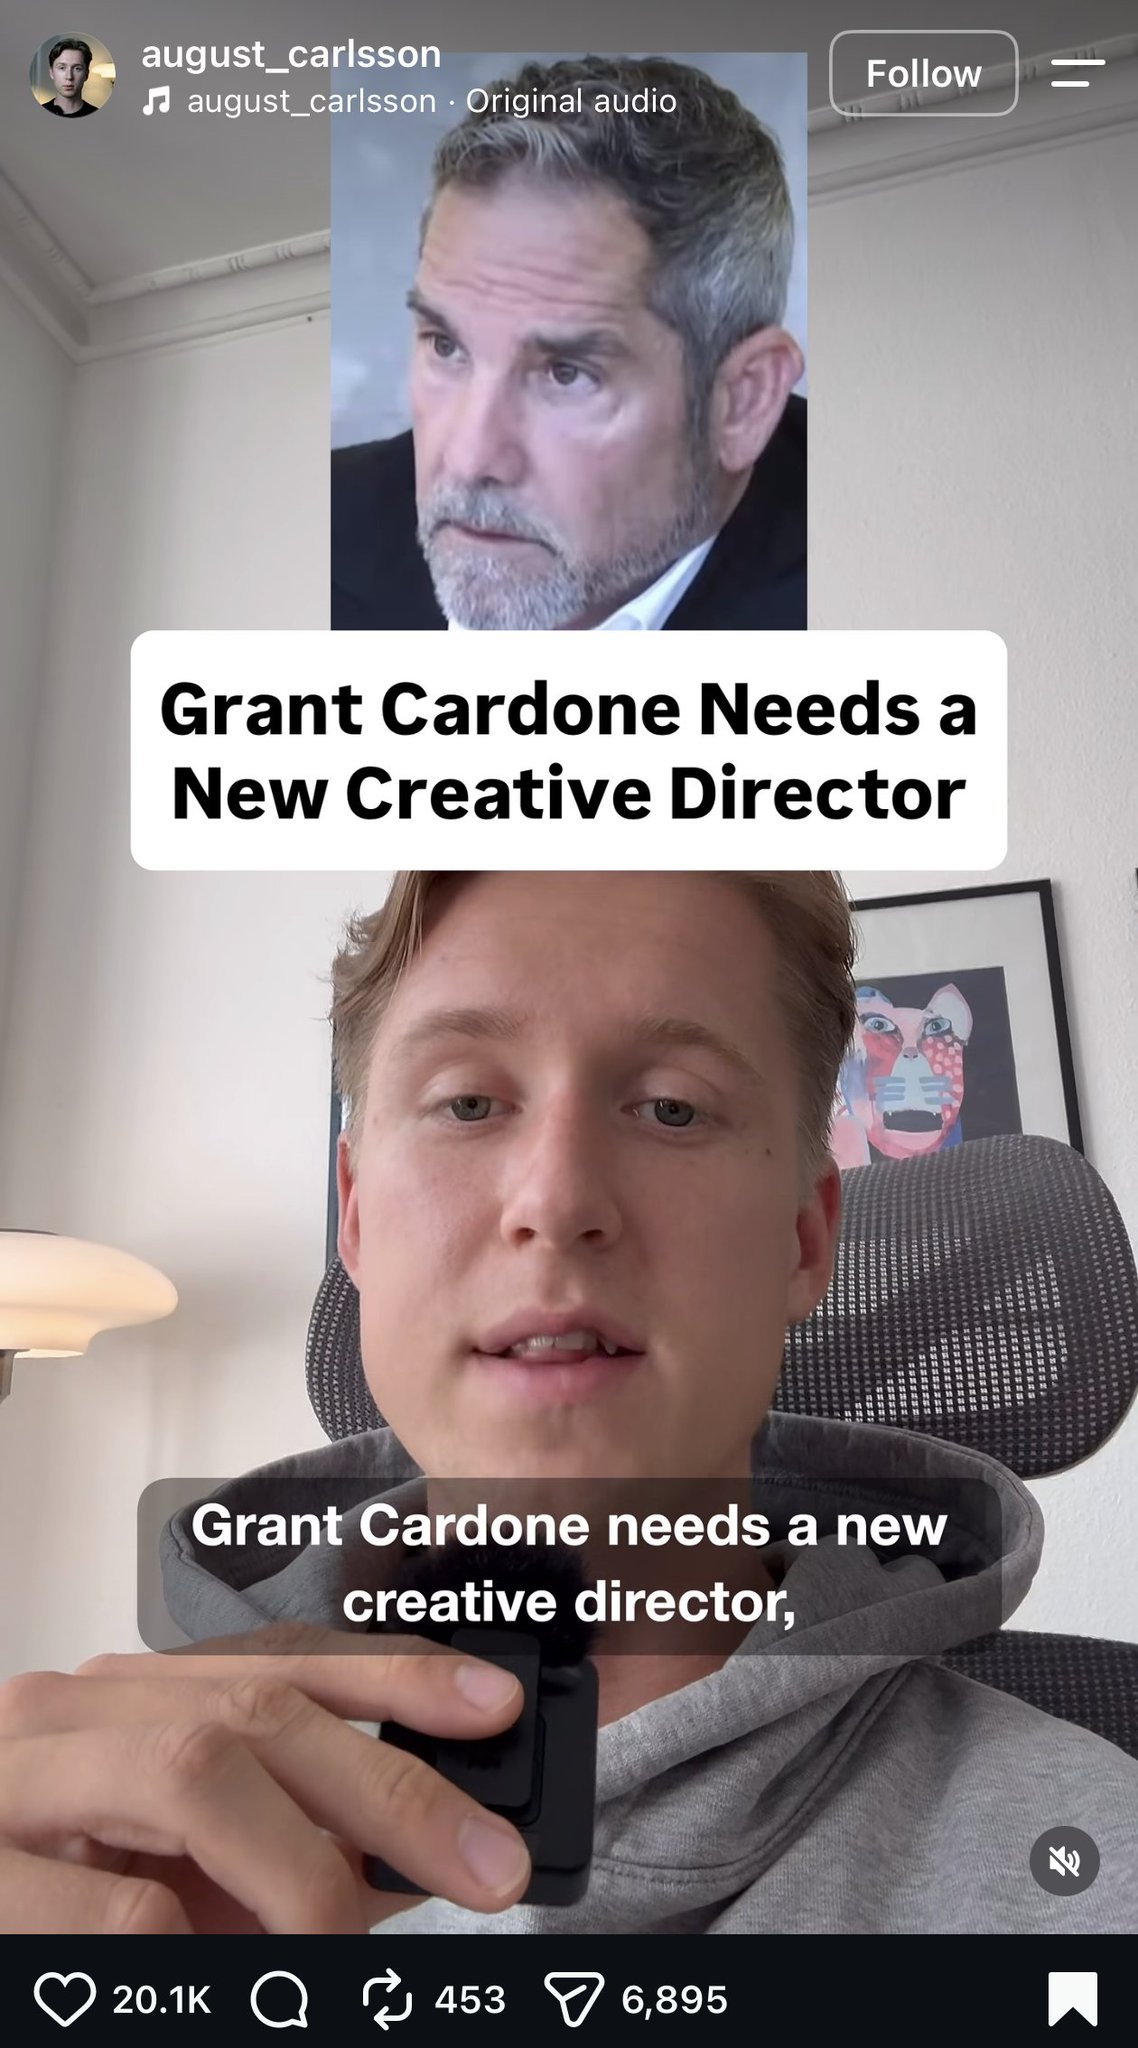 august_carlsson
august_carlsson · Original audio
Follow
Grant Cardone Needs a
New Creative Director
Grant Cardone needs a new
creative director,
20.1K
453
6,895